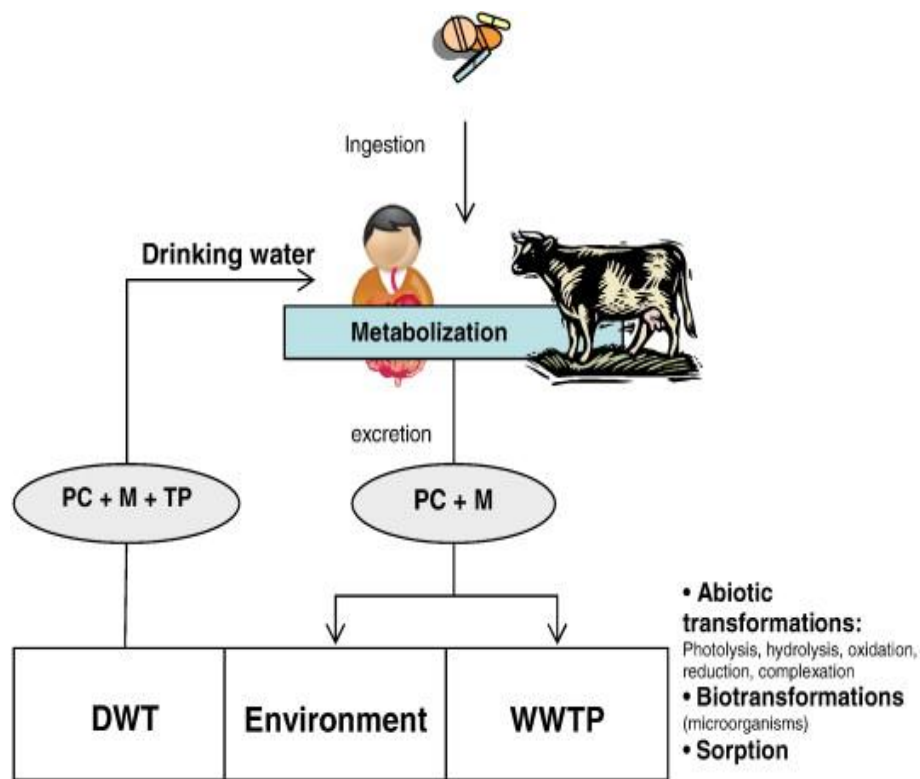 Ingestion
Drinking water
Metabolization
excretion
PC + M + TP
PC + M
• Abiotic
transformations:
Photolysis, hydrolysis, oxidation,
reduction, complexation
• Biotransformations
(microorganisms)
• Sorption
DWT
Environment
WWTP